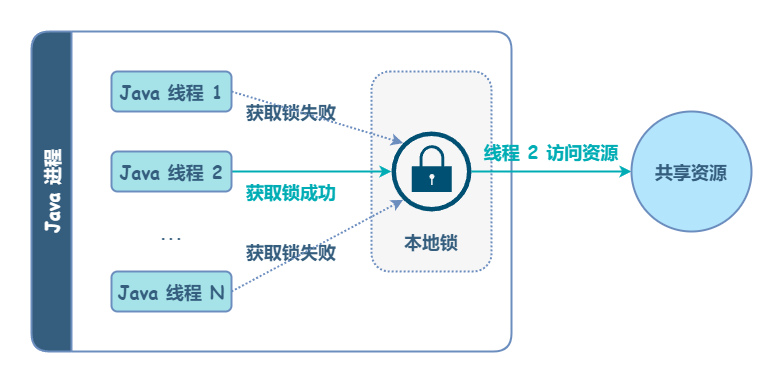 Java 进程
Java 线程 1
获取锁失败
Java 线程 2
获取锁成功
...
获取锁失败
Java 线程 N
本地锁
线程 2 访问资源
共享资源